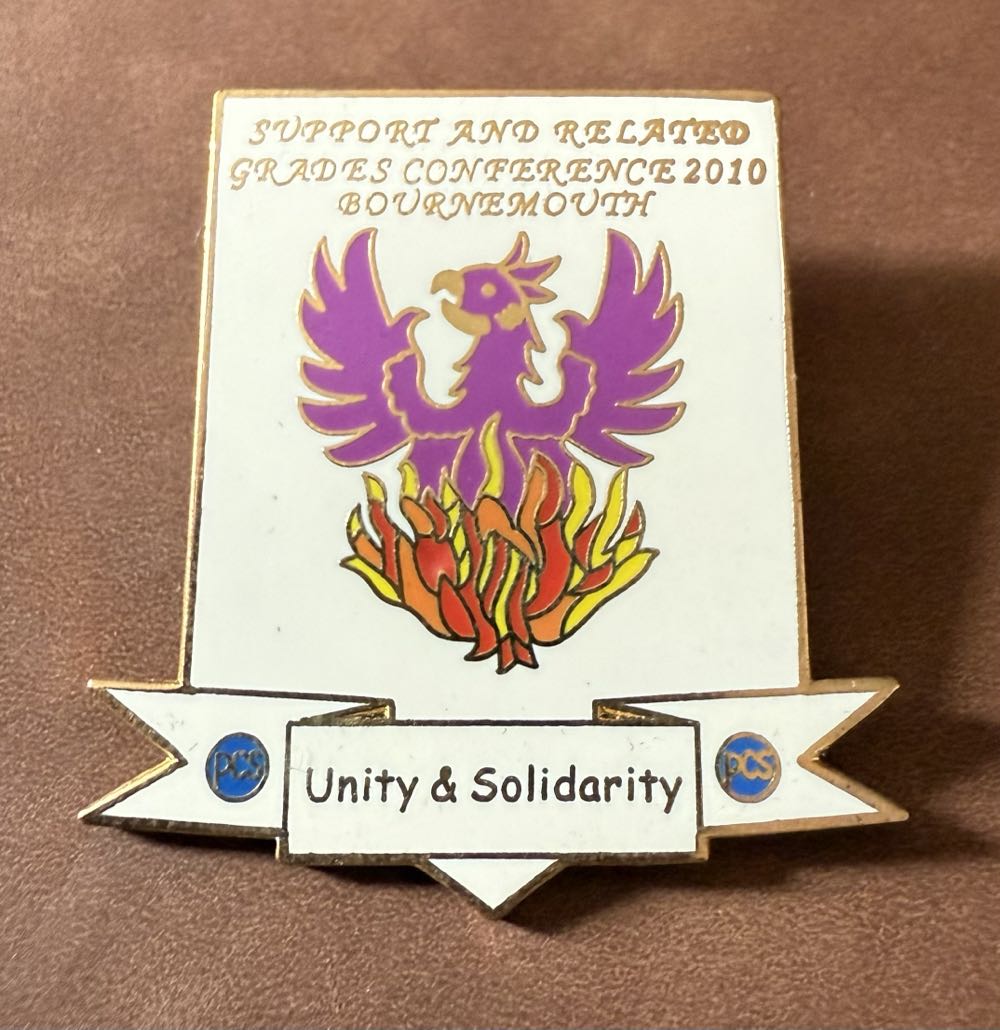 SUPPORT AND RELATED
GRADES CONFERENCE 2010
BOURNEMOUTH
PCS
Unity & Solidarity
PCS